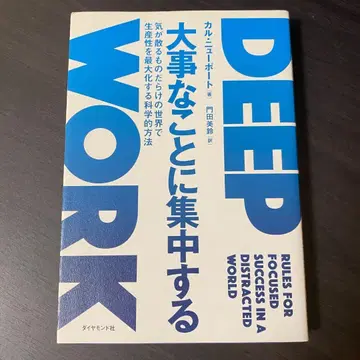 DEEP
WORK
カル・ニューポート 著
門田美鈴 訳
大事なことに集中する
気が散るものだらけの世界で
生産性を最大化する科学的方法
RULES FOR
FOCUSED
SUCCESS IN A
DISTRACTED
WORLD
ダイヤモンド社